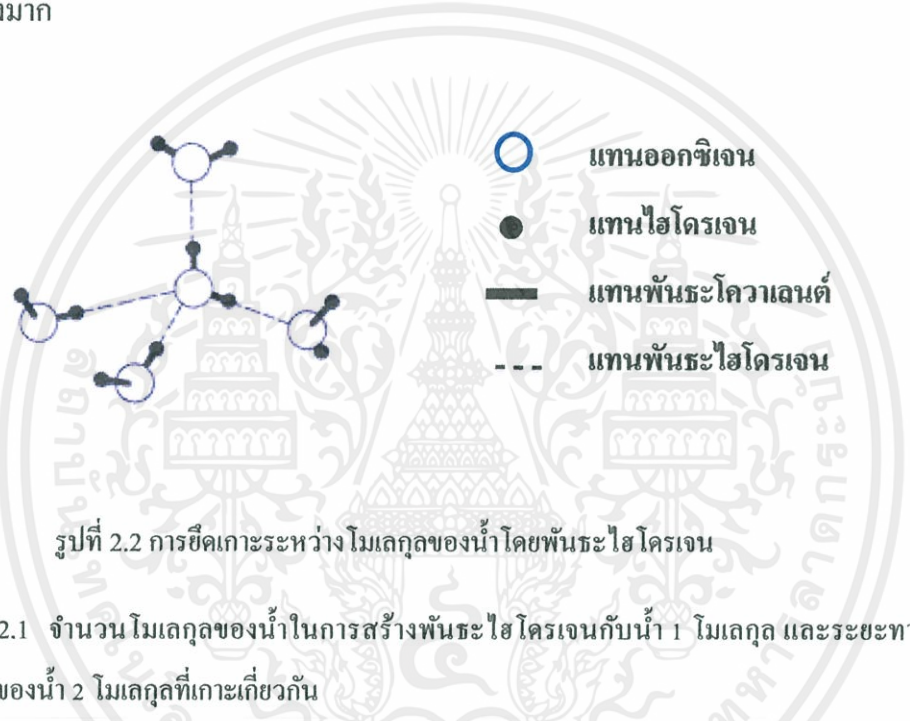 แทนออกซิเจน
แทนไฮโดรเจน
แทนพันธะโควาเลนต์
แทนพันธะไฮโดรเจน
รูปที่ 2.2 การยึดเกาะระหว่างโมเลกุลของน้ำโดยพันธะไฮโดรเจน
2.1 จำนวนโมเลกุลของน้ำในการสร้างพันธะไฮโดรเจนกับน้ำ 1 โมเลกุล และระยะทา
ของน้ำ 2 โมเลกุลที่เกาะเกี่ยวกัน